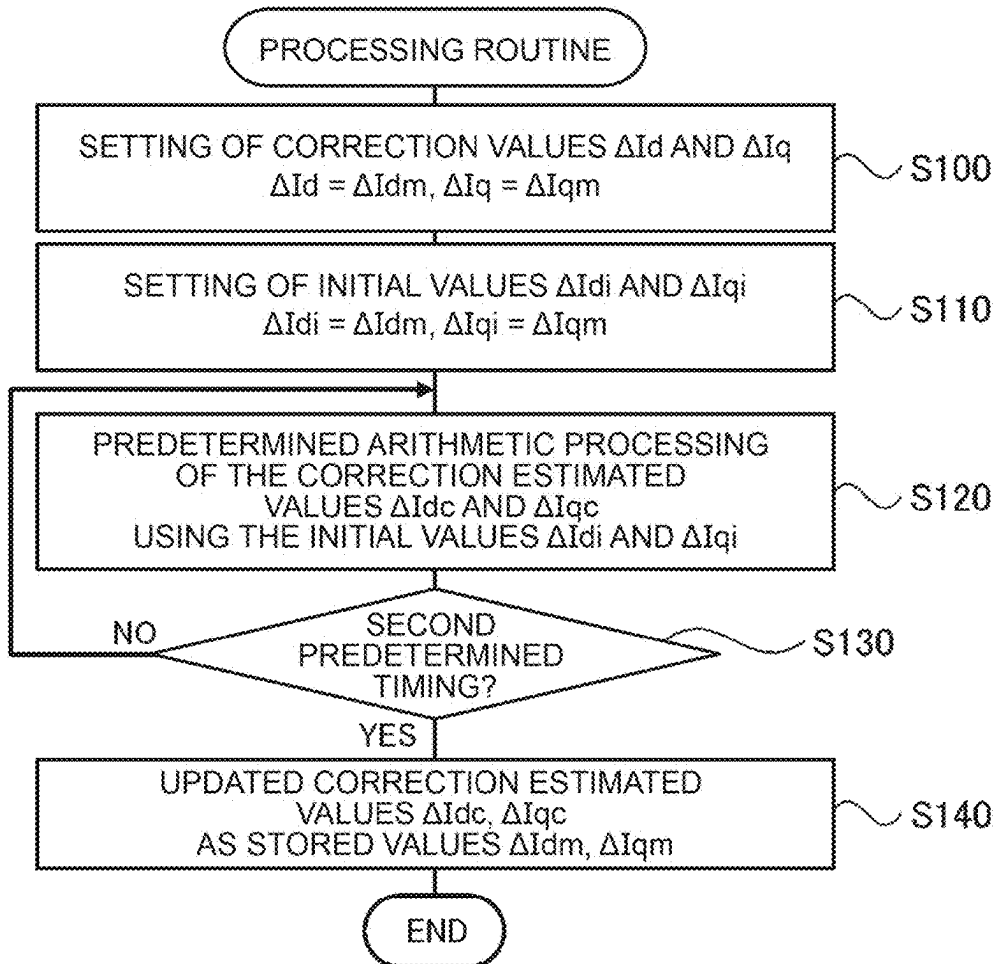 PROCESSING ROUTINE
SETTING OF CORRECTION VALUES ΔId AND ΔIq
ΔId = ΔIdm, ΔIq = ΔIqm
S100
SETTING OF INITIAL VALUES ΔIdi AND ΔIqi
ΔIdi = ΔIdm, ΔIqi = ΔIqm
S110
PREDETERMINED ARITHMETIC PROCESSING
OF THE CORRECTION ESTIMATED
VALUES ΔIdc AND ΔIqc
USING THE INITIAL VALUES ΔIdi AND ΔIqi
S120
NO
SECOND
PREDETERMINED
TIMING?
S130
YES
UPDATED CORRECTION ESTIMATED
VALUES ΔIdc, ΔIqc
AS STORED VALUES ΔIdm, ΔIqm
S140
END